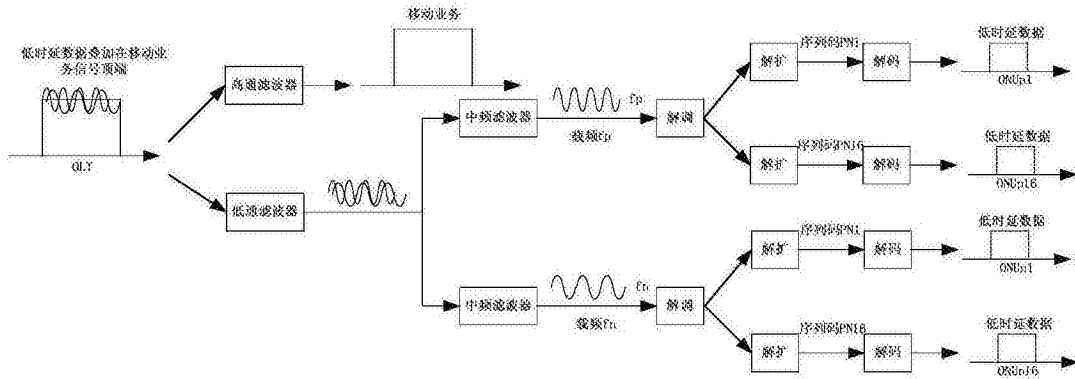 低时延数据叠加在移动业
务信号顶端
OLT
高通滤波器
移动业务
低通滤波器
中频滤波器
fp
载频fp
解调
解扩
序列码PN1
解码
低时延数据
ONUp1
解扩
序列码PN16
解码
低时延数据
ONUp16
中频滤波器
fn
载频fn
解调
解扩
序列码PN1
解码
低时延数据
ONUn1
解扩
序列码PN16
解码
低时延数据
ONUn16